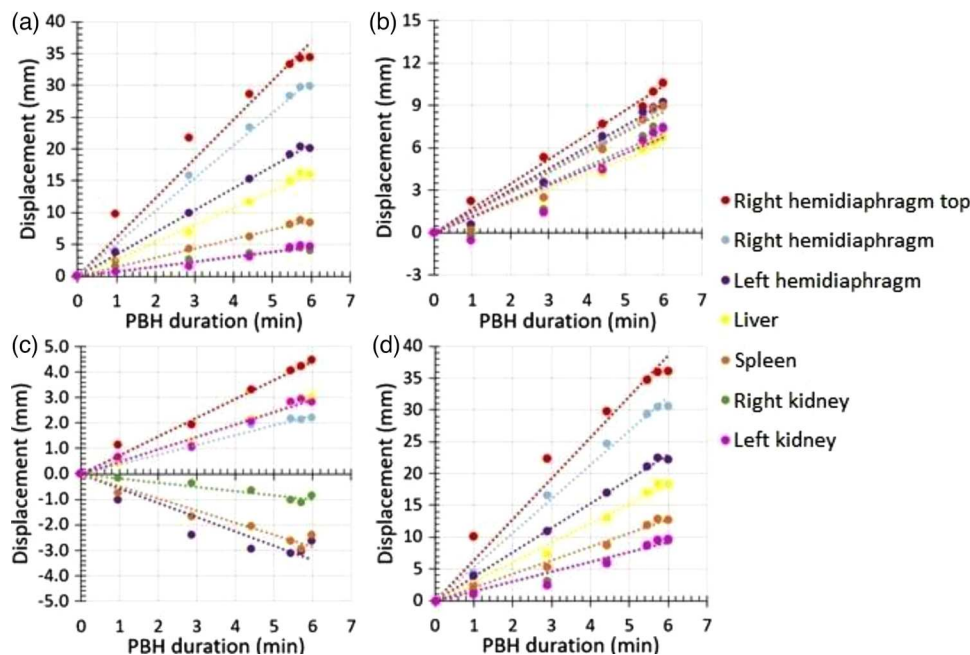 (a)
40
35
30
25
20
15
10
5
0
Displacement (mm)
0 1 2 3 4 5 6 7
PBH duration (min)
(b)
15
12
9
6
3
0
-3
Displacement (mm)
0 1 2 3 4 5 6 7
PBH duration (min)
(c)
5.0
4.0
3.0
2.0
1.0
0.0
-1.0
-2.0
-3.0
-4.0
-5.0
Displacement (mm)
0 1 2 3 4 5 6 7
PBH duration (min)
(d)
40
35
30
25
20
15
10
5
0
Displacement (mm)
0 1 2 3 4 5 6 7
PBH duration (min)
Right hemidiaphragm top
Right hemidiaphragm
Left hemidiaphragm
Liver
Spleen
Right kidney
Left kidney